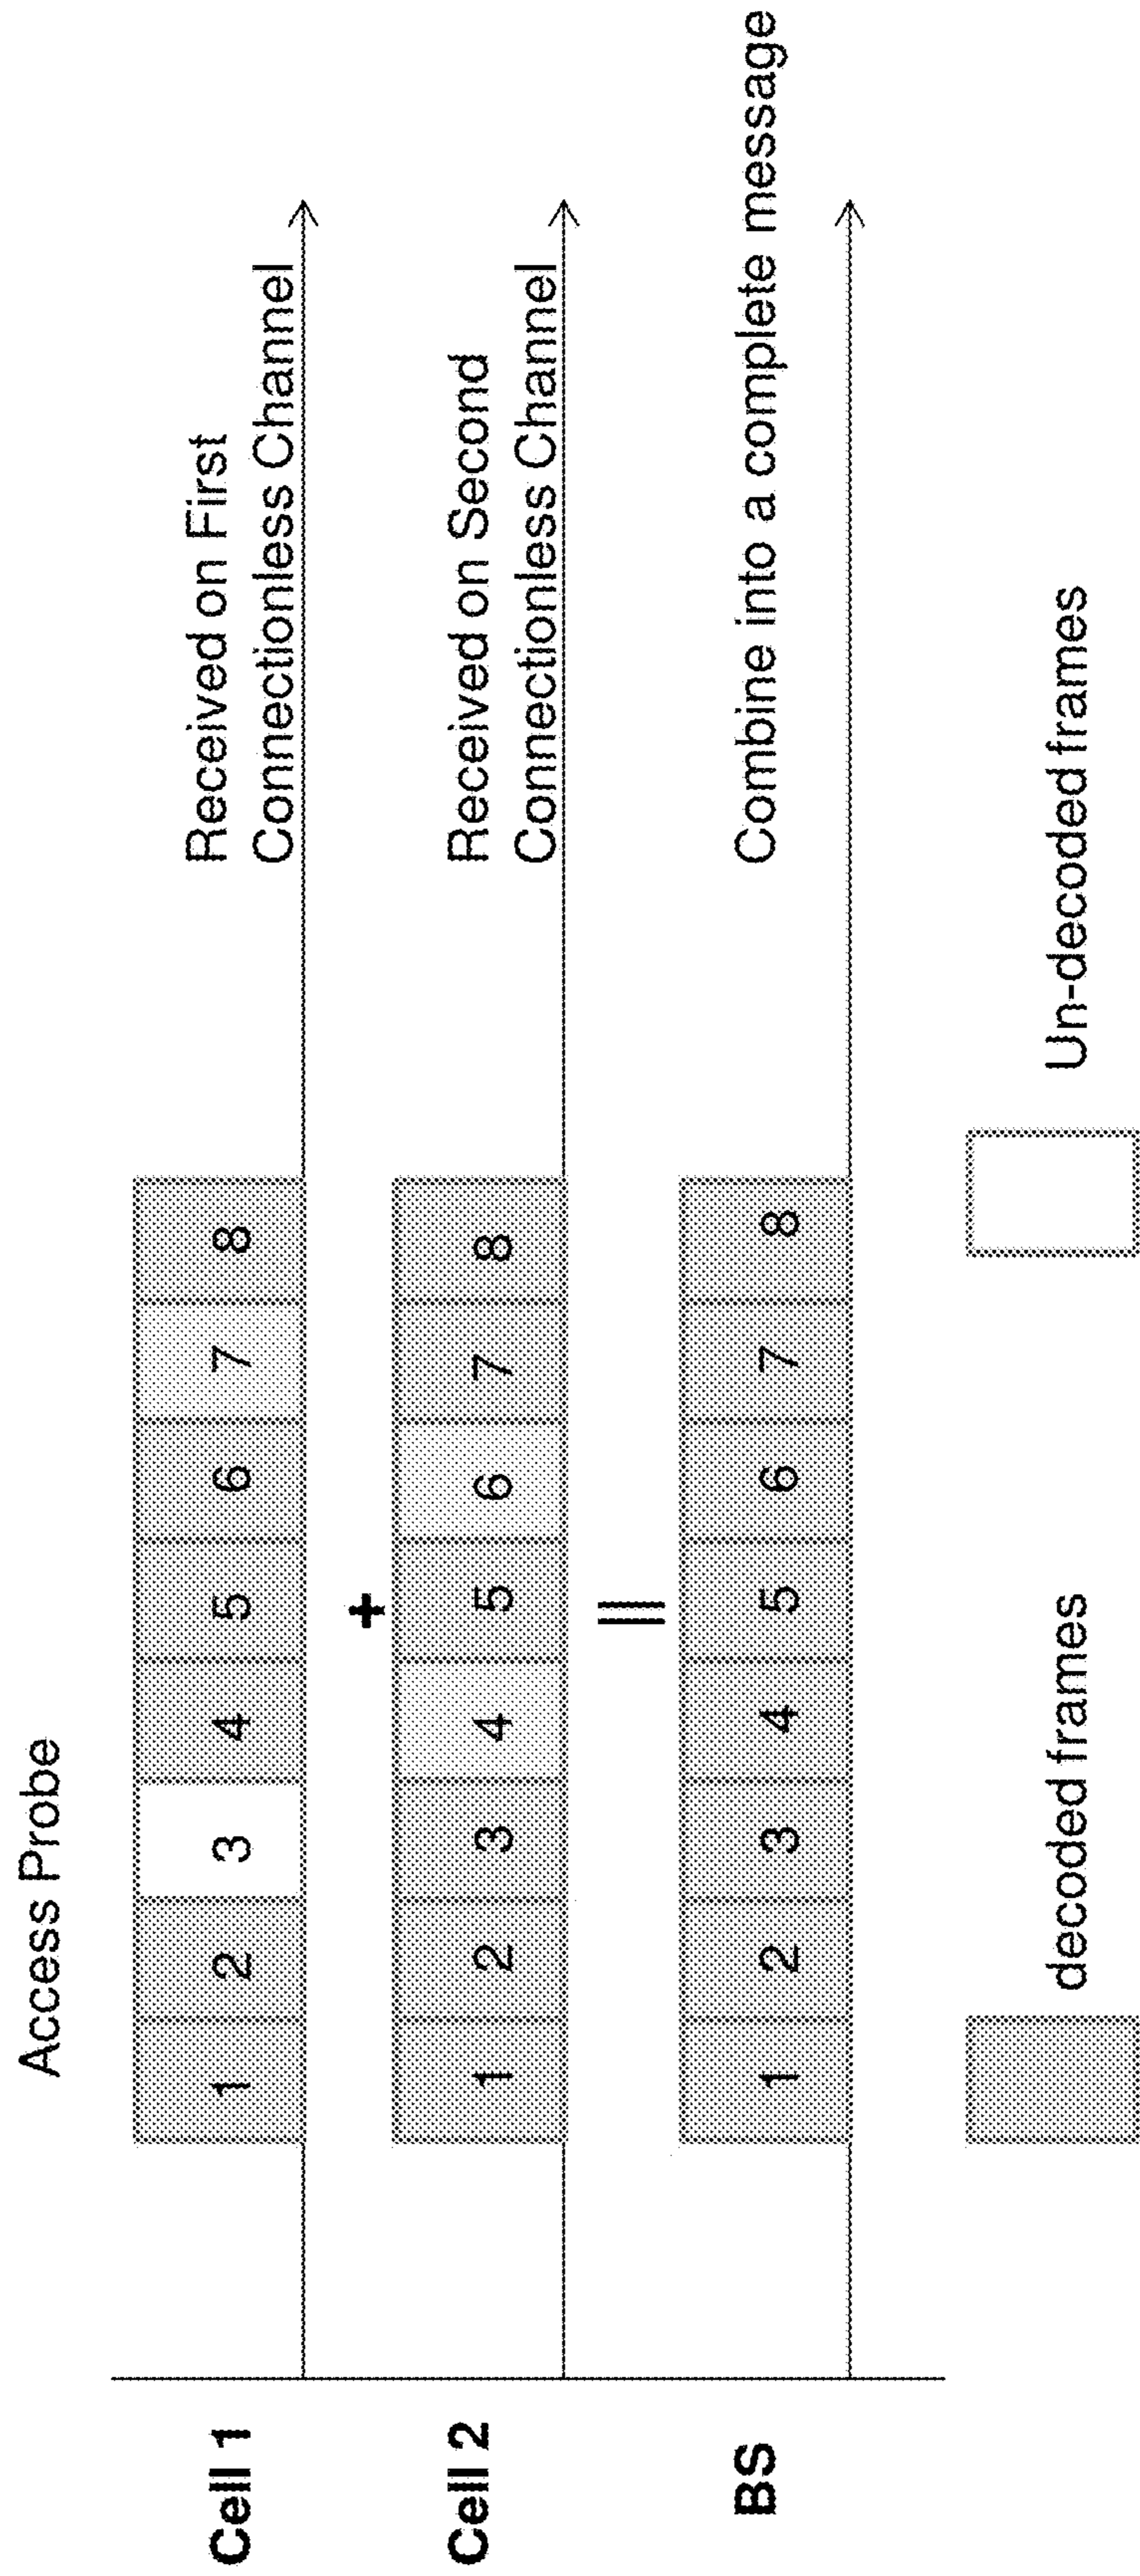 Access Probe
Cell 1
1 2 3 4 5 6 7 8
Received on First
Connectionless Channel
+
Cell 2
1 2 3 4 5 6 7 8
Received on Second
Connectionless Channel
=
BS
1 2 3 4 5 6 7 8
Combine into a complete message
decoded frames
Un-decoded frames